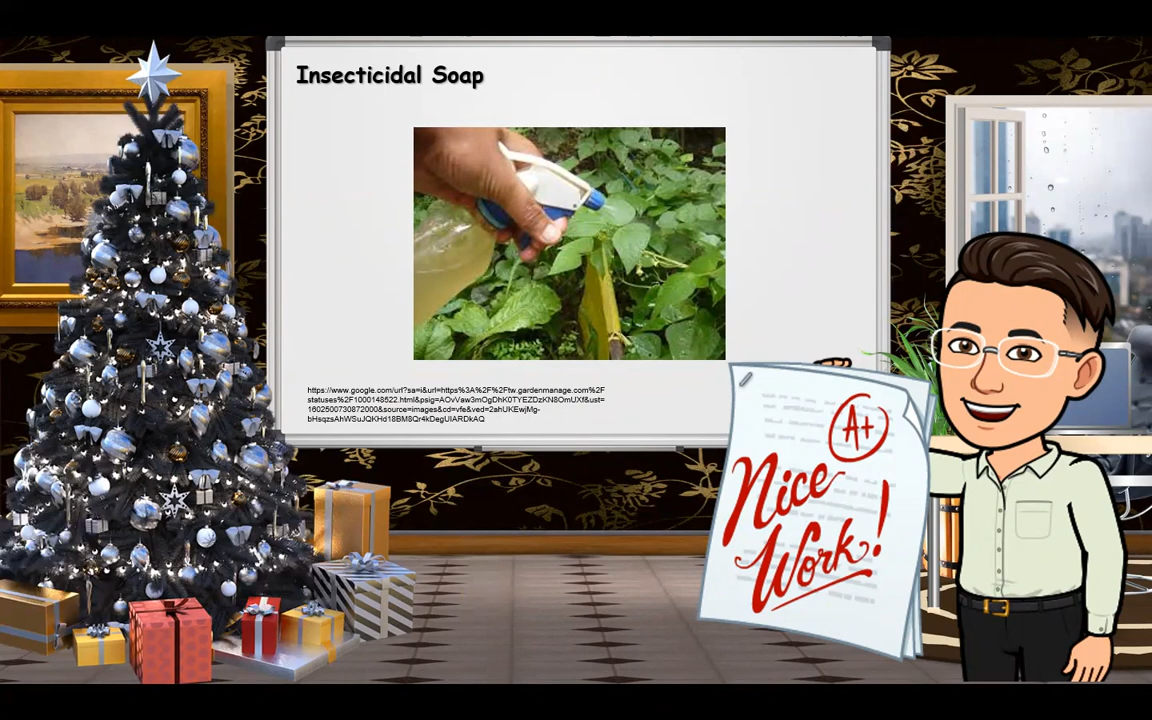 Insecticidal Soap
https://www.google.com/url?sa=i&url=https%3A%2F%2Ftw.gardenmanage.com%2F
statuses%2F1000148522.html&psig=AOvVaw3mOgDhK0TYEZDzKN8OmUXf&ust=
1602500730872000&source=images&cd=vfe&ved=2ahUKEwjMg-
bHsqzsAhWSuJQKHd18BM8Qr4kDegUIARDkAQ
A+
Nice
Work!